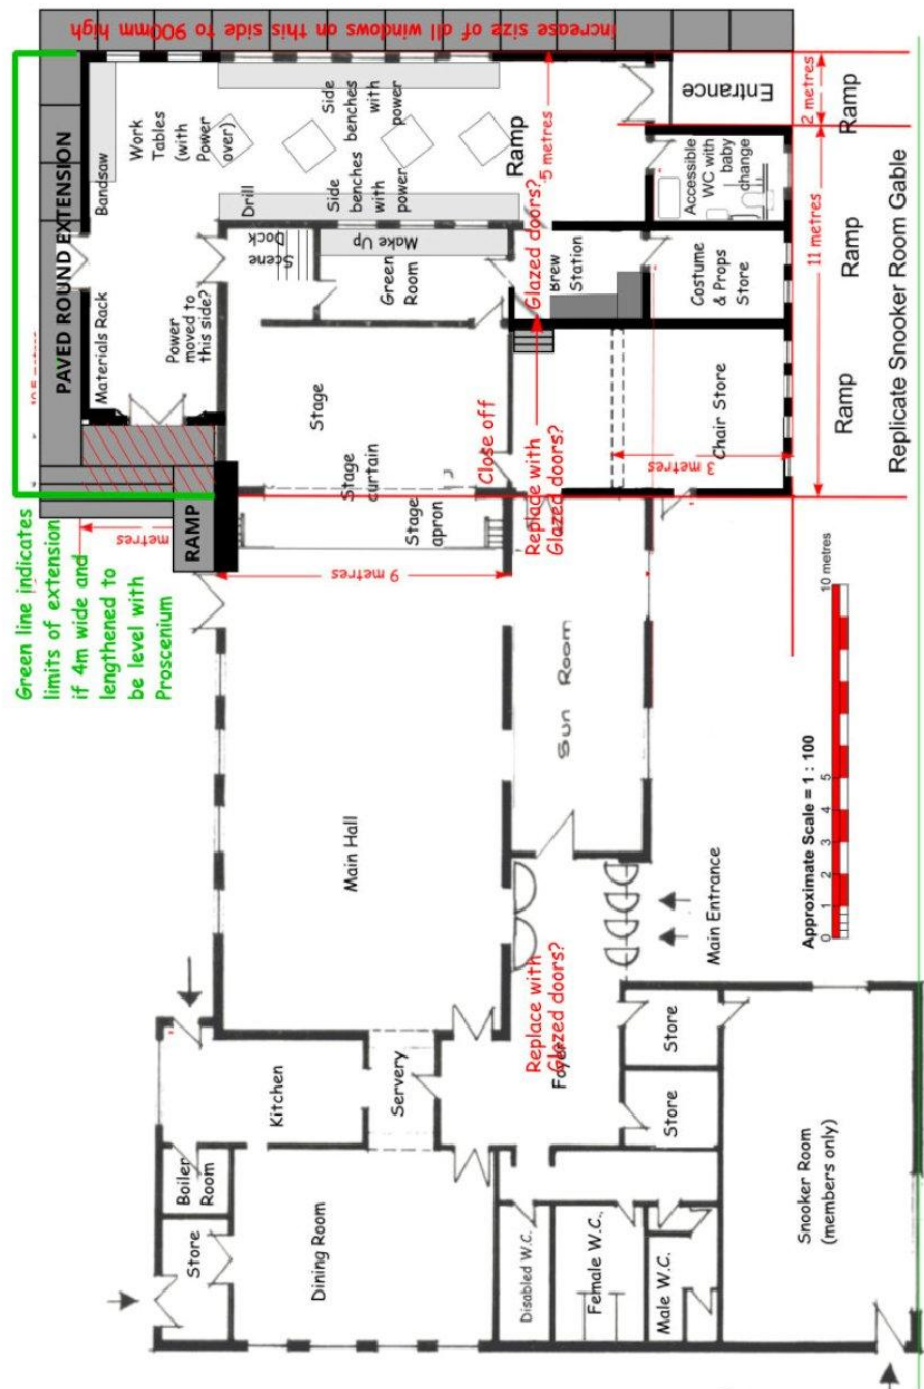 Increase size of all windows on this side to 900mm high
PAVED ROUND EXTENSION
Bandsaw
Work
Tables
(with
Power
over)
Side
benches
with
power
Drill
Side
benches
with
power
Ramp
5 metres
Entrance
2 metres
Ramp
Accessible
WC with
baby
change
11 metres
Ramp
Ramp
Replicate Snooker Room Gable
Materials Rack
Power
moved to
this side?
Scene
Dock
Make Up
Green
Room
Glazed doors?
Brew
Station
Costume
& Props
Store
Stage
Stage
curtain
Stage
apron
Close off
Replace with
Glazed doors?
Chair Store
3 metres
RAMP
metres
9 metres
Green line indicates
limits of extension
if 4m wide and
lengthened to
be level with
Proscenium
Main Hall
Sun Room
10 metres
5
4
3
2
1
0
Approximate Scale = 1 : 100
Main Entrance
Replace with
Glazed doors?
Foyer
Kitchen
Servery
Store
Store
Boiler
Room
Store
Dining Room
Disabled W.C.
Female W.C.
Male W.C.
Snooker Room
(members only)